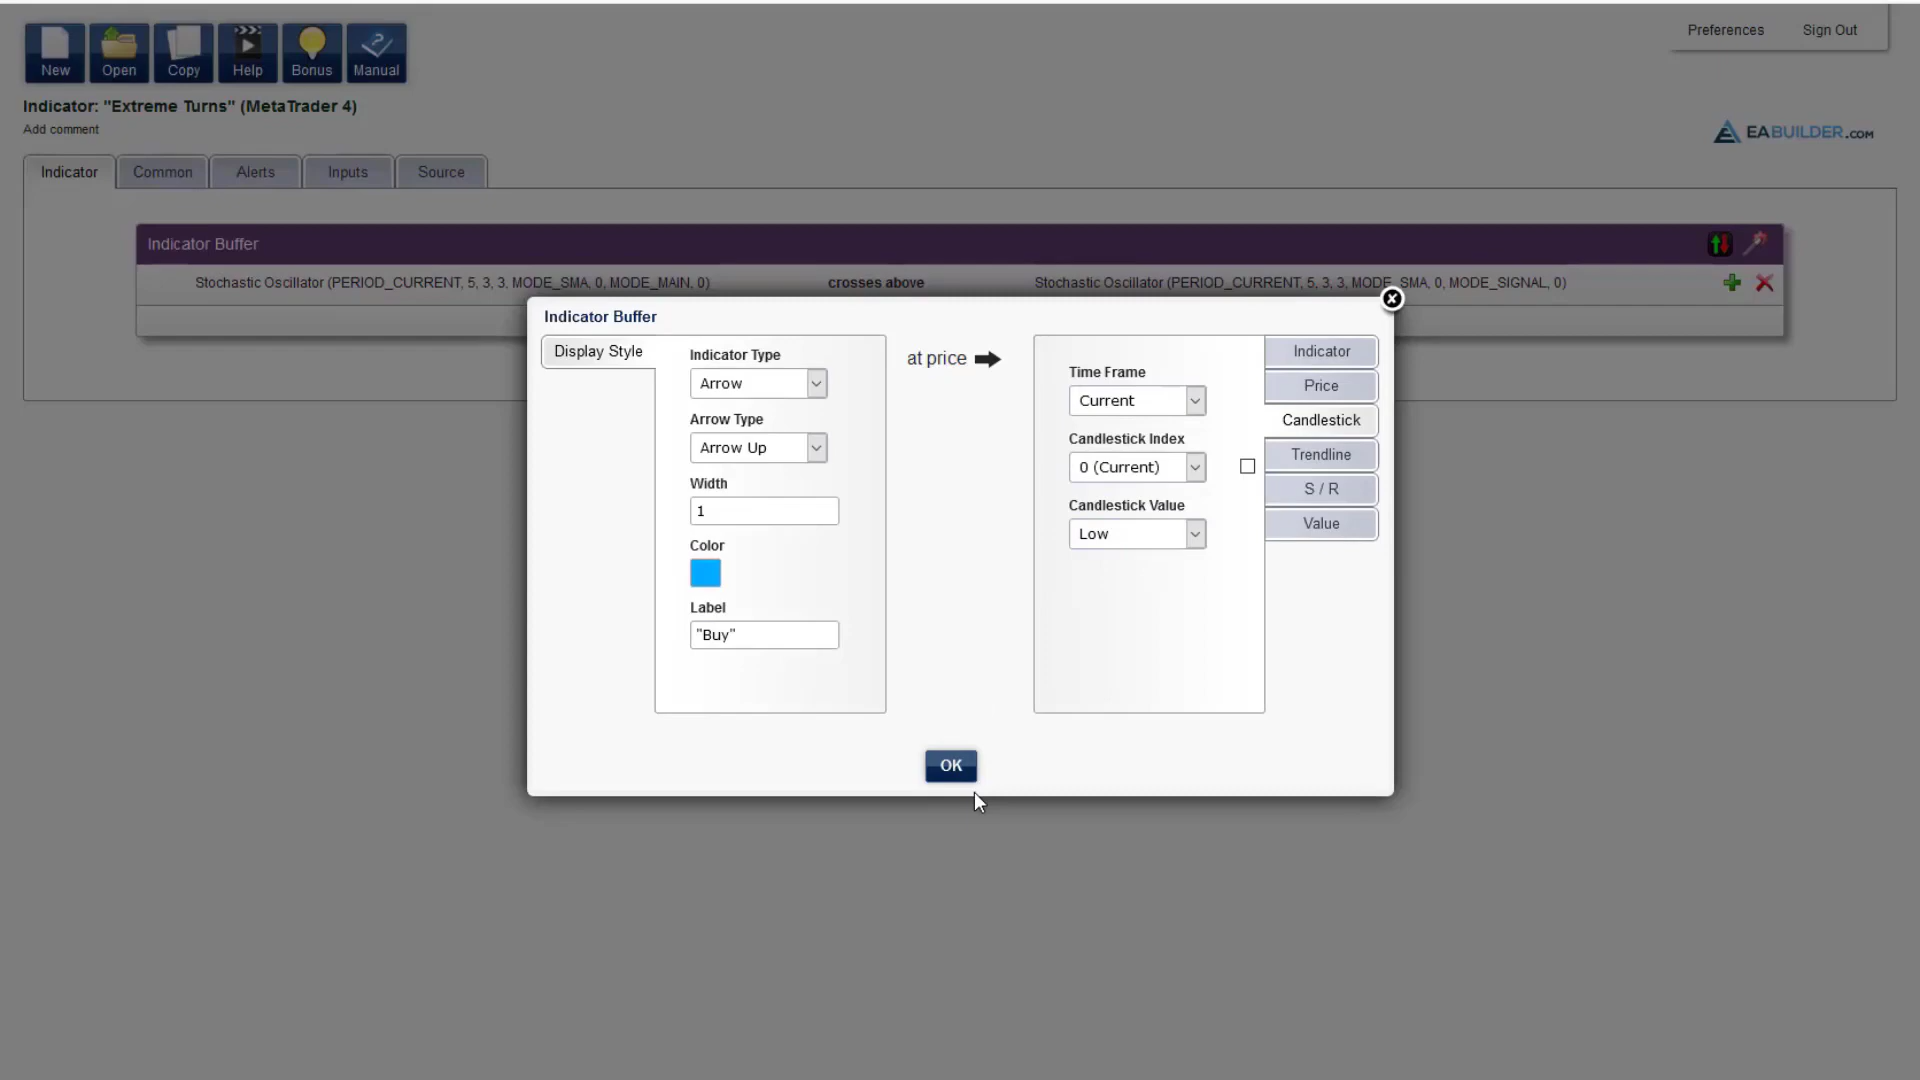 Preferences Sign Out
New Open Copy Help Bonus Manual
Indicator: "Extreme Turns" (MetaTrader 4)
Add comment
EABUILDER.COM
Indicator Common Alerts Inputs Source
Indicator Buffer
Stochastic Oscillator (PERIOD_CURRENT, 5, 3, 3, MODE_SMA, 0, MODE_MAIN, 0) crosses above Stochastic Oscillator (PERIOD_CURRENT, 5, 3, 3, MODE_SMA, 0, MODE_SIGNAL, 0)
Indicator Buffer
Display Style
Indicator Type
Arrow
Arrow Type
Arrow Up
Width
1
Color
Label
"Buy"
at price
Time Frame
Current
Candlestick Index
0 (Current)
Candlestick Value
Low
Indicator
Price
Candlestick
Trendline
S / R
Value
OK